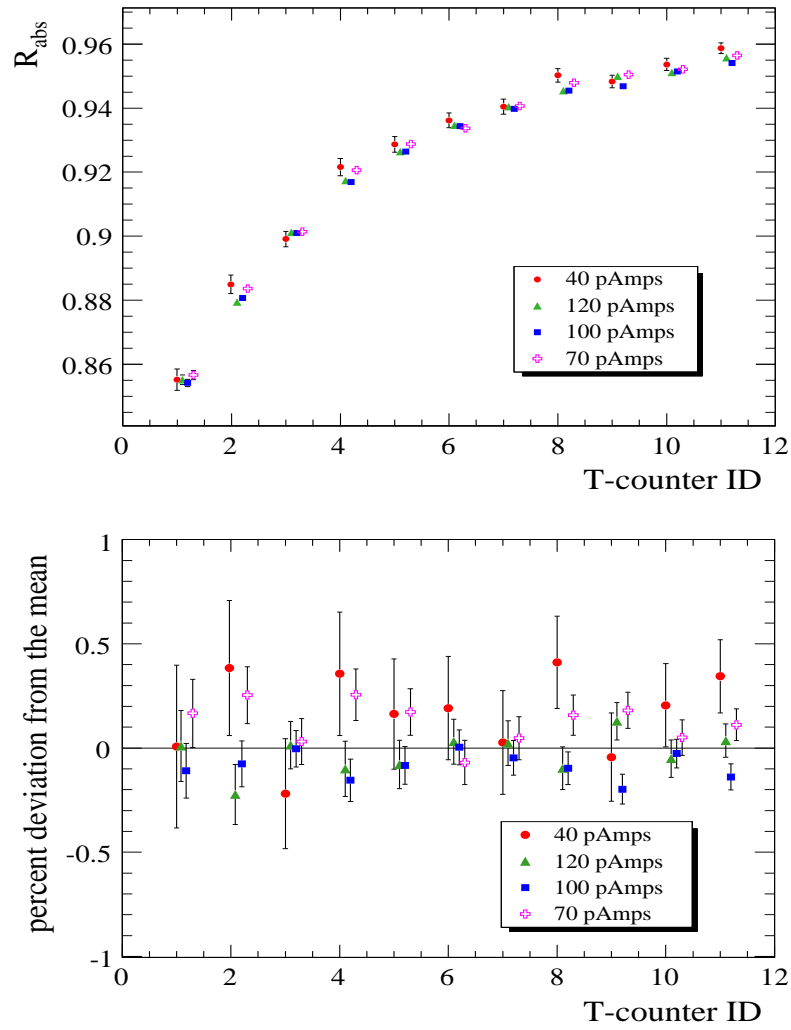 R_abs
0.96
0.94
0.92
0.9
0.88
0.86
40 pAmps
120 pAmps
100 pAmps
70 pAmps
0 2 4 6 8 10 12
T-counter ID
percent deviation from the mean
1
0.5
0
-0.5
-1
40 pAmps
120 pAmps
100 pAmps
70 pAmps
0 2 4 6 8 10 12
T-counter ID